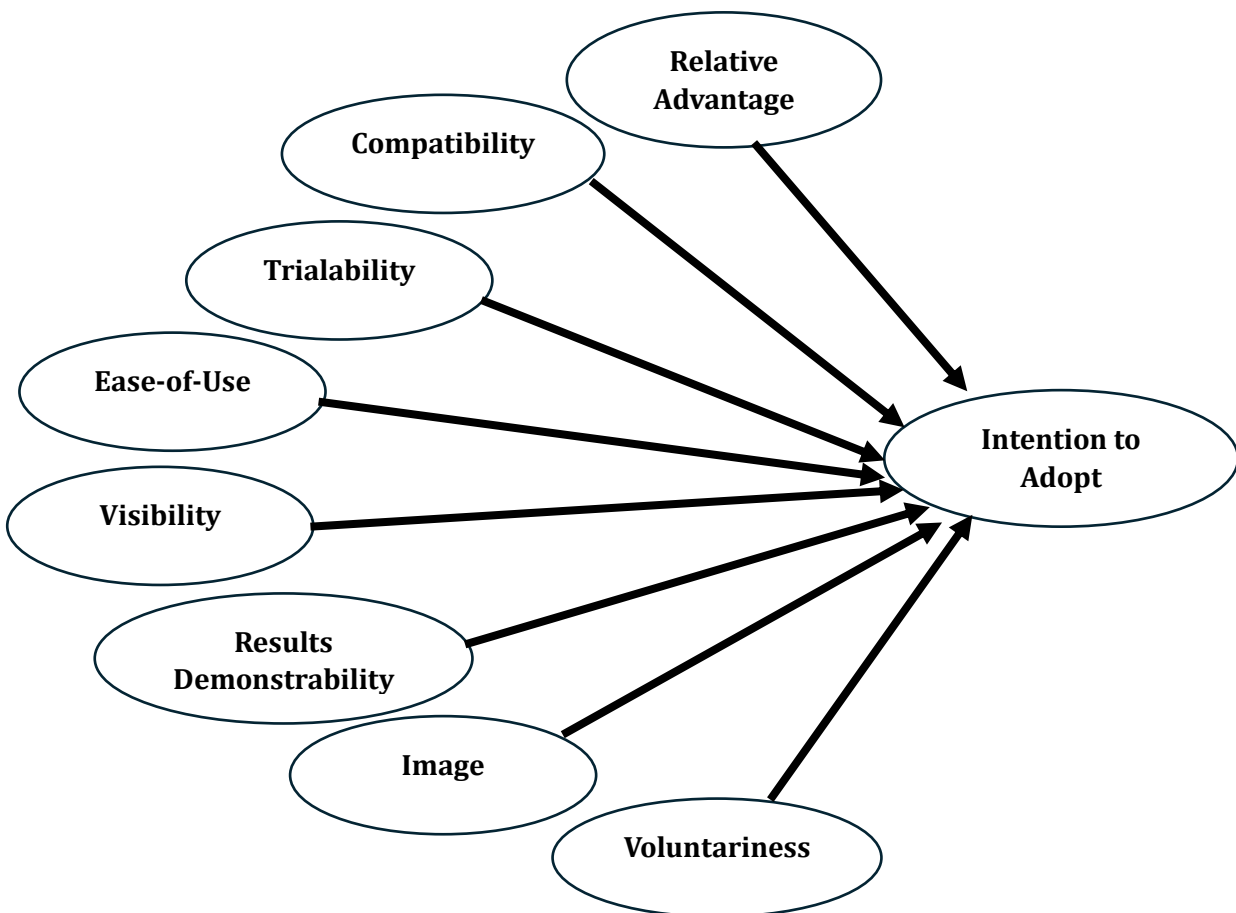 Relative
Advantage
Compatibility
Trialability
Ease-of-Use
Intention to
Adopt
Visibility
Results
Demonstrability
Image
Voluntariness